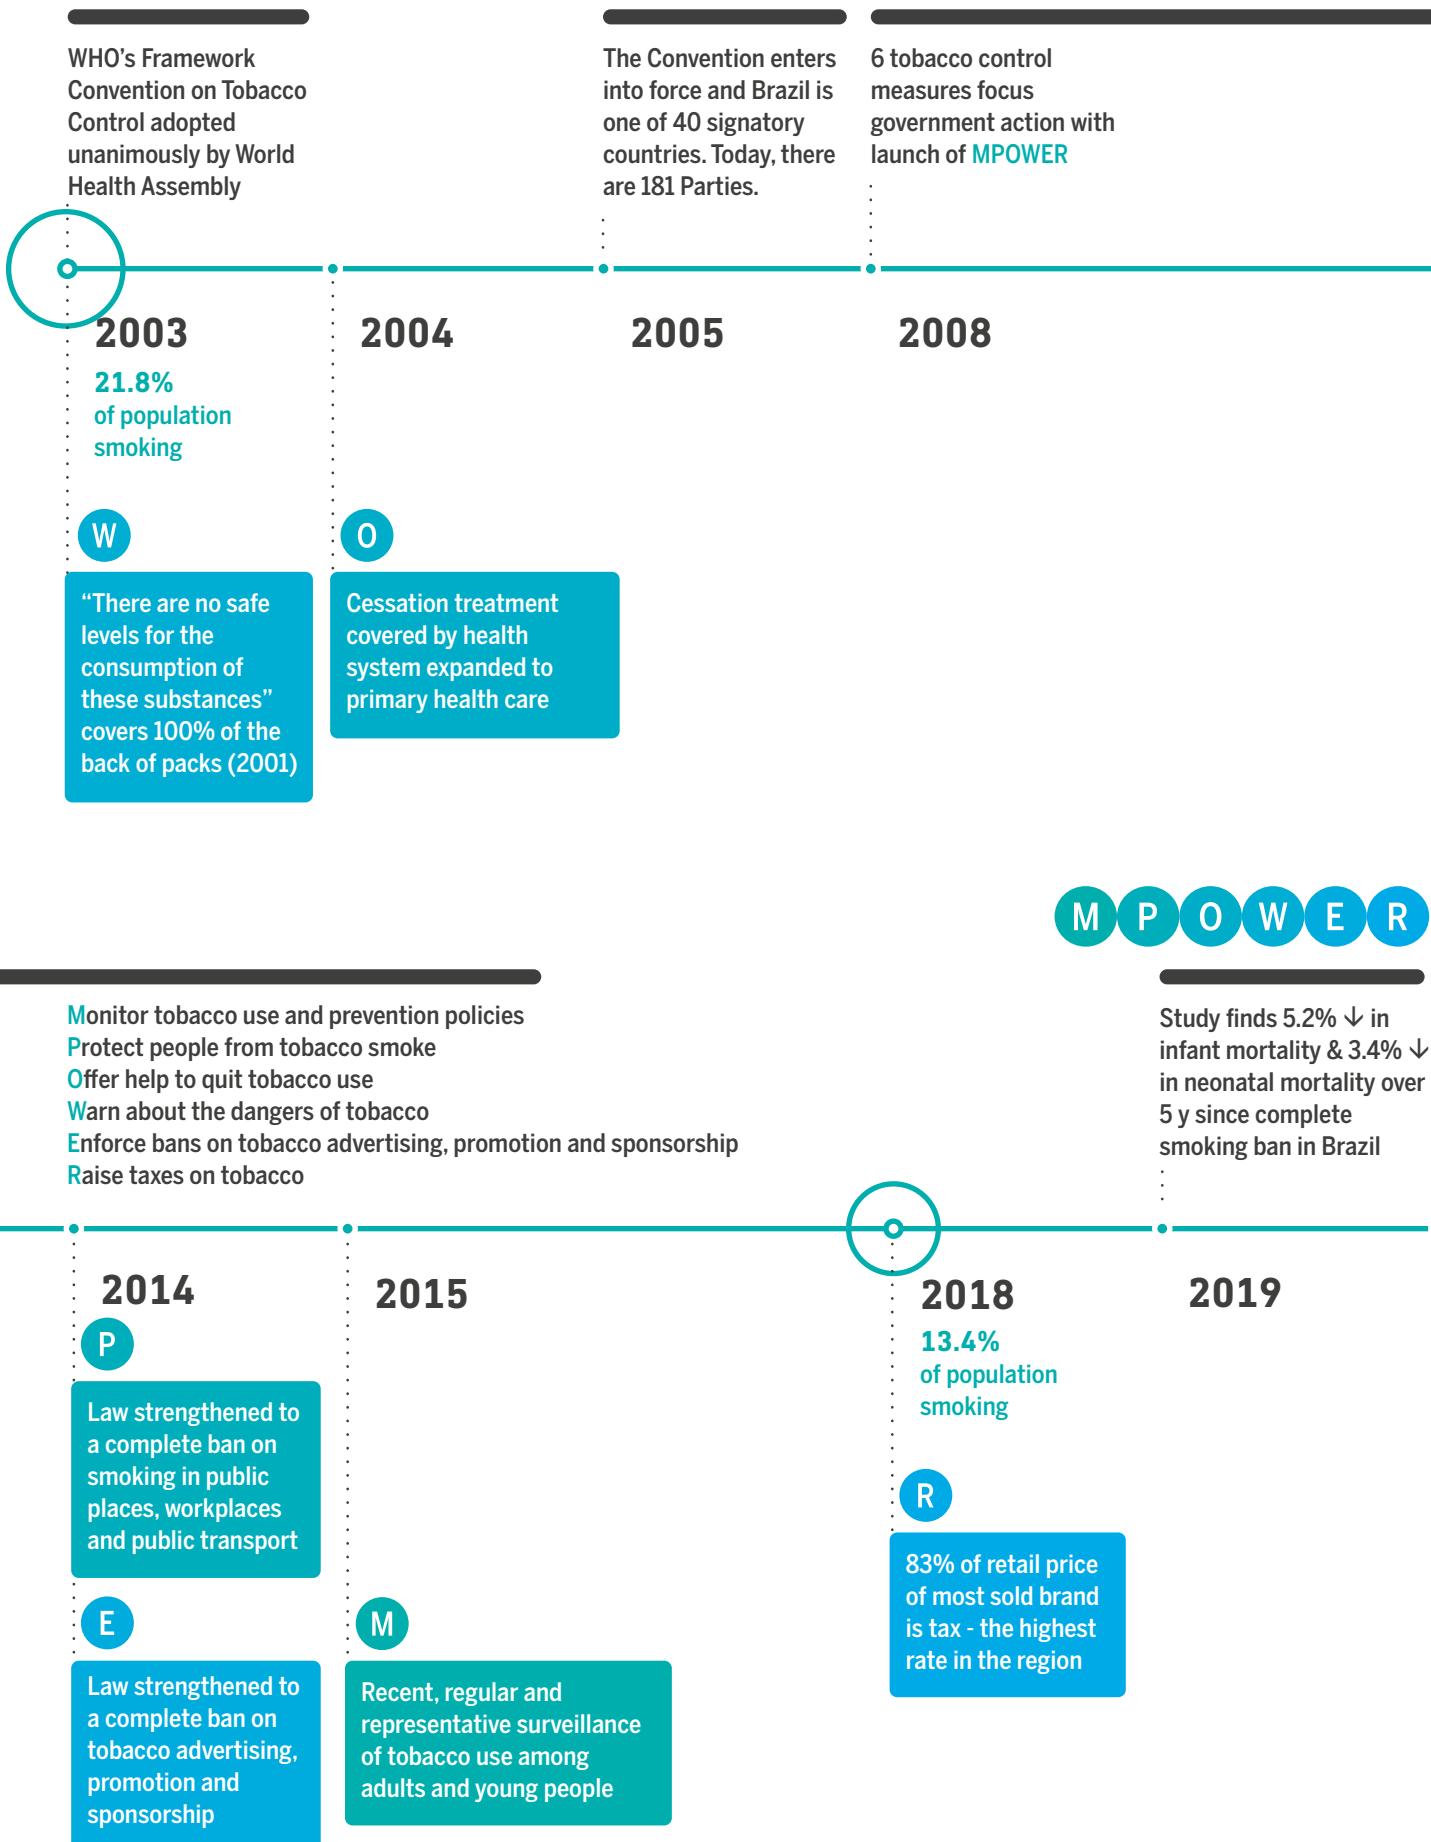 WHO’s Framework
Convention on Tobacco
Control adopted
unanimously by World
Health Assembly
The Convention enters
into force and Brazil is
one of 40 signatory
countries. Today, there
are 181 Parties.
6 tobacco control
measures focus
government action with
launch of MPOWER
2003
21.8%
of population
smoking
2004
2005
2008
W
“There are no safe
levels for the
consumption of
these substances”
covers 100% of the
back of packs (2001)
O
Cessation treatment
covered by health
system expanded to
primary health care
M P O W E R
Monitor tobacco use and prevention policies
Protect people from tobacco smoke
Offer help to quit tobacco use
Warn about the dangers of tobacco
Enforce bans on tobacco advertising, promotion and sponsorship
Raise taxes on tobacco
Study finds 5.2% ↓ in
infant mortality & 3.4% ↓
in neonatal mortality over
5 y since complete
smoking ban in Brazil
2014
2015
2018
13.4%
of population
smoking
2019
P
Law strengthened to
a complete ban on
smoking in public
places, workplaces
and public transport
E
Law strengthened to
a complete ban on
tobacco advertising,
promotion and
sponsorship
M
Recent, regular and
representative surveillance
of tobacco use among
adults and young people
R
83% of retail price
of most sold brand
is tax - the highest
rate in the region